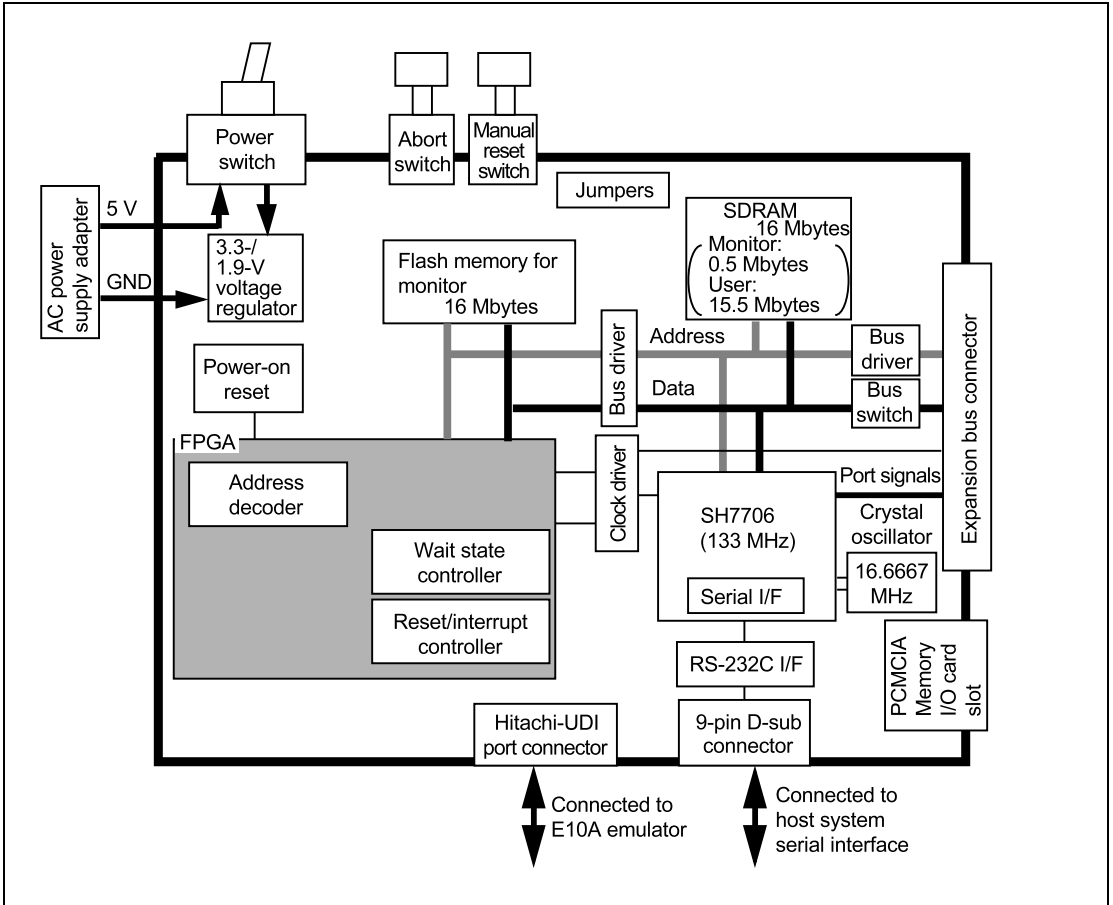 Power
switch
Abort
switch
Manual
reset
switch
Jumpers
AC power
supply adapter
5 V
GND
3.3-/
1.9-V
voltage
regulator
Flash memory for
monitor
16 Mbytes
SDRAM
16 Mbytes
Monitor:
0.5 Mbytes
User:
15.5 Mbytes
Address
Data
Bus driver
Bus
driver
Bus
switch
Expansion bus connector
Power-on
reset
FPGA
Address
decoder
Wait state
controller
Reset/interrupt
controller
Clock driver
SH7706
(133 MHz)
Serial I/F
Port signals
Crystal
oscillator
16.6667
MHz
RS-232C I/F
PCMCIA
Memory
I/O card
slot
Hitachi-UDI
port connector
9-pin D-sub
connector
Connected to
E10A emulator
Connected to
host system
serial interface